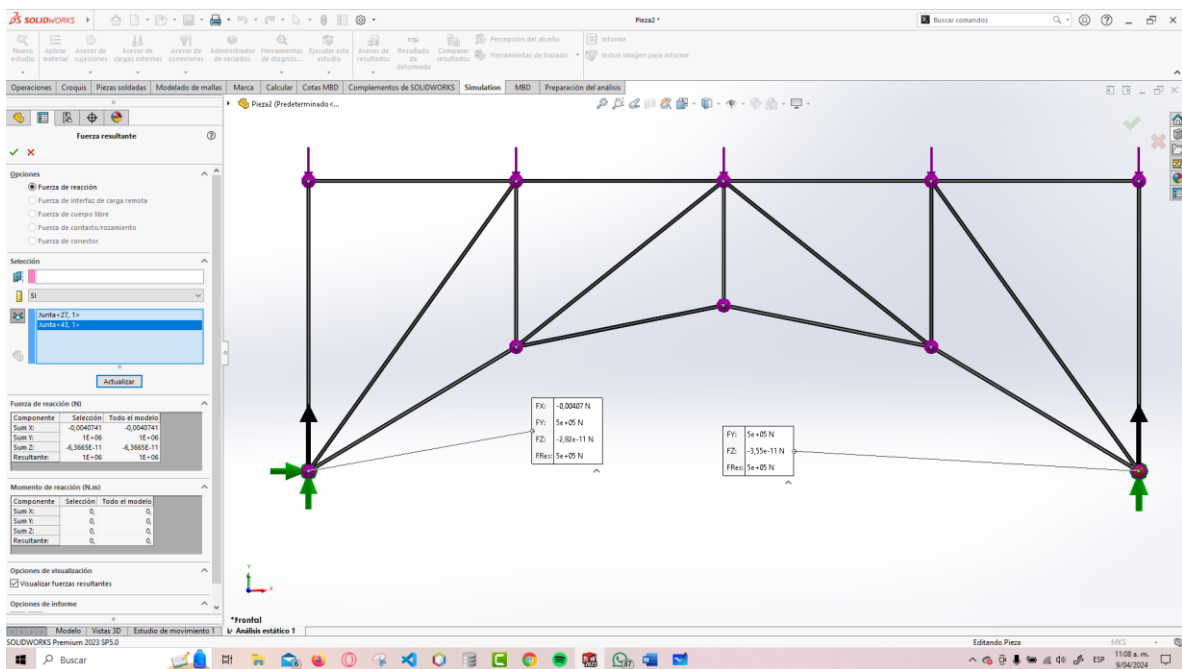 SOLIDWORKS
Pieza2 *
Buscar comandos
Nuevo estudio
Aplicar material
Asesor de sujeciones
Asesor de cargas externas
Asesor de conexiones
Administrador de vaciados
Herramientas de diagnós...
Ejecutar este estudio
Asesor de resultados
Resultado de deformada
Comparar resultados
Percepción del diseño
Herramientas de trazado
Informe
Incluir imagen para informe
Operaciones Croquis Piezas soldadas Modelado de mallas Marca Calcular Cotas MBD Complementos de SOLIDWORKS Simulation MBD Preparación del análisis
Pieza2 (Predeterminado <...
Fuerza resultante
Opciones
Fuerza de reacción
Fuerza de interfaz de carga remota
Fuerza de cuerpo libre
Fuerza de contacto/rozamiento
Fuerza de conector
Selección
SI
Junta<27, 1>
Junta<43, 1>
Actualizar
Fuerza de reacción (N)
Componente Selección Todo el modelo
Sum X: -0,0040741 -0,0040741
Sum Y: 1E+06 1E+06
Sum Z: -6,3665E-11 -6,3665E-11
Resultante: 1E+06 1E+06
Momento de reacción (N.m)
Componente Selección Todo el modelo
Sum X: 0, 0,
Sum Y: 0, 0,
Sum Z: 0, 0,
Resultante: 0, 0,
Opciones de visualización
Visualizar fuerzas resultantes
Opciones de informe
FX: -0,00407 N
FY: 5e+05 N
FZ: -2,82e-11 N
FRes: 5e+05 N
FY: 5e+05 N
FZ: -3,55e-11 N
FRes: 5e+05 N
Y
X
*Frontal
Modelo Vistas 3D Estudio de movimiento 1 Análisis estático 1
SOLIDWORKS Premium 2023 SP5.0
Editando Pieza
MKS
Buscar
ESP
11:08 a. m.
9/04/2024